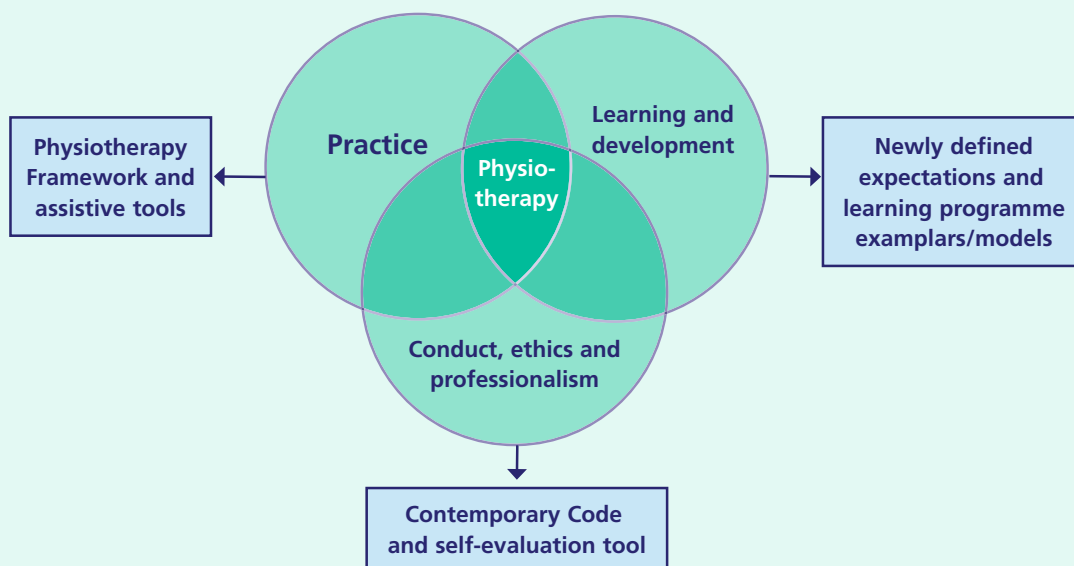 Practice
Learning and
development
Physio-
therapy
Physiotherapy
Framework and
assistive tools
Newly defined
expectations and
learning programme
examplars/models
Conduct, ethics and
professionalism
Contemporary Code
and self-evaluation tool